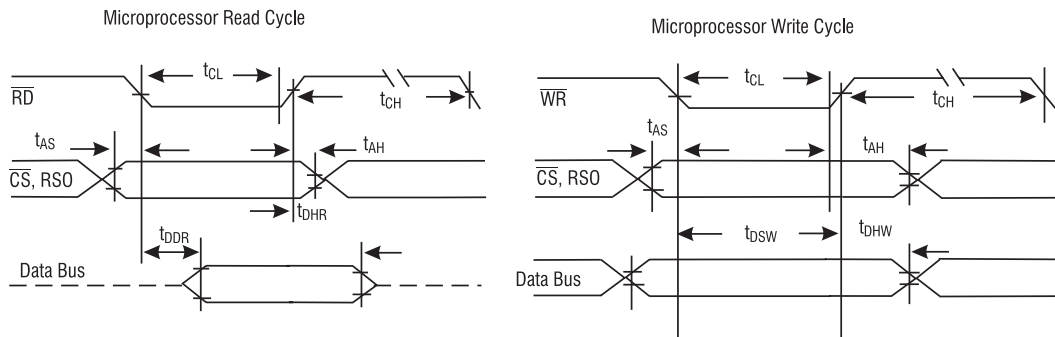 Microprocessor Read Cycle
tCL
RD
tCH
tAS
tAH
CS, RSO
tDHR
tDDR
Data Bus
Microprocessor Write Cycle
tCL
WR
tCH
tAS
tAH
CS, RSO
tDSW
tDHW
Data Bus